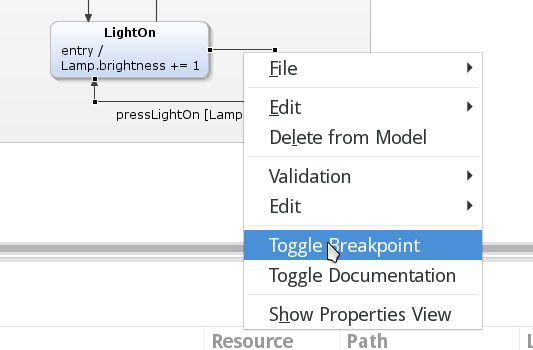 LightOn
entry /
Lamp.brightness += 1
pressLightOn [Lamp
File
Edit
Delete from Model
Validation
Edit
Toggle Breakpoint
Toggle Documentation
Show Properties View
Resource Path L